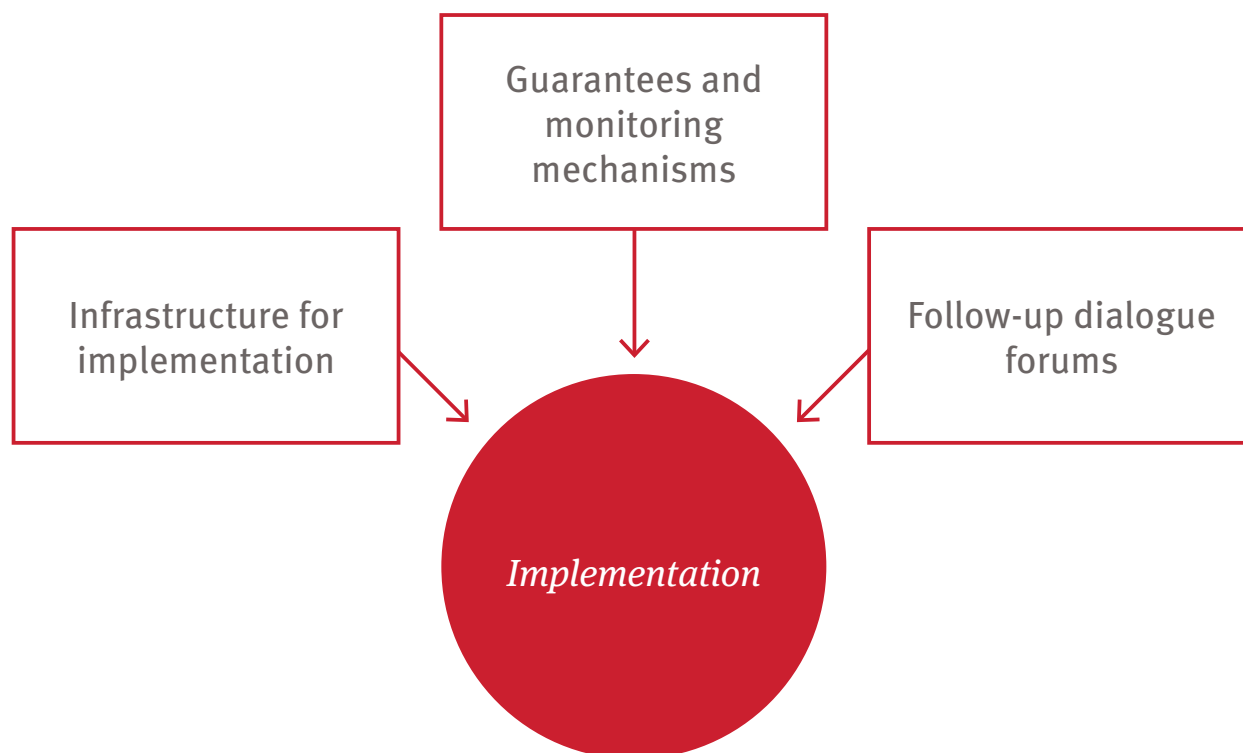 Guarantees and
monitoring
mechanisms
Infrastructure for
implementation
Follow-up dialogue
forums
Implementation